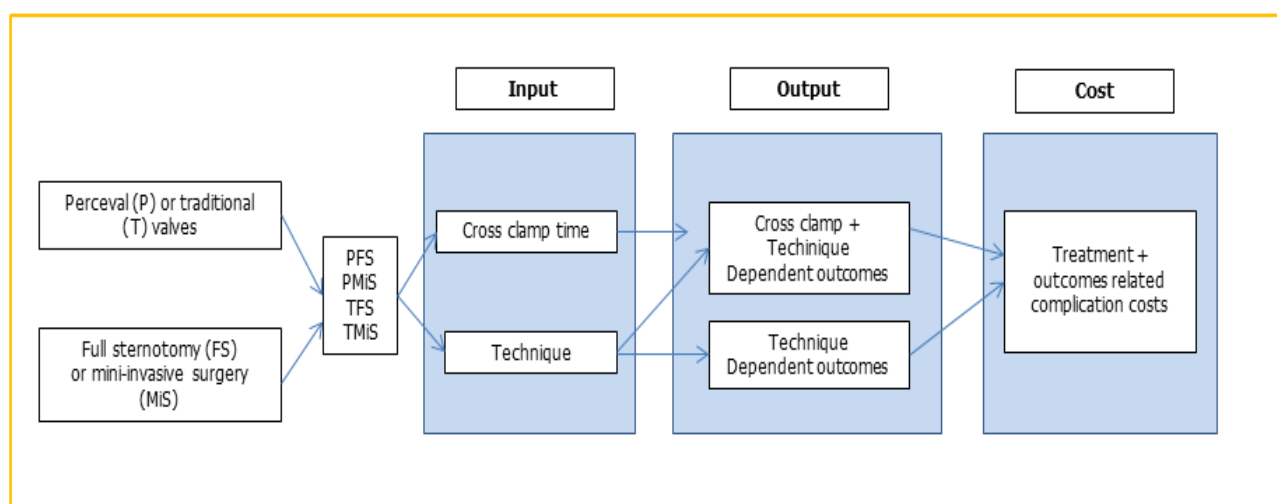 Input
Output
Cost
Perceval (P) or traditional
(T) valves
Full sternotomy (FS)
or mini-invasive surgery
(MiS)
PFS
PMiS
TFS
TMiS
Cross clamp time
Technique
Cross clamp +
Techinique
Dependent outcomes
Technique
Dependent outcomes
Treatment +
outcomes related
complication costs